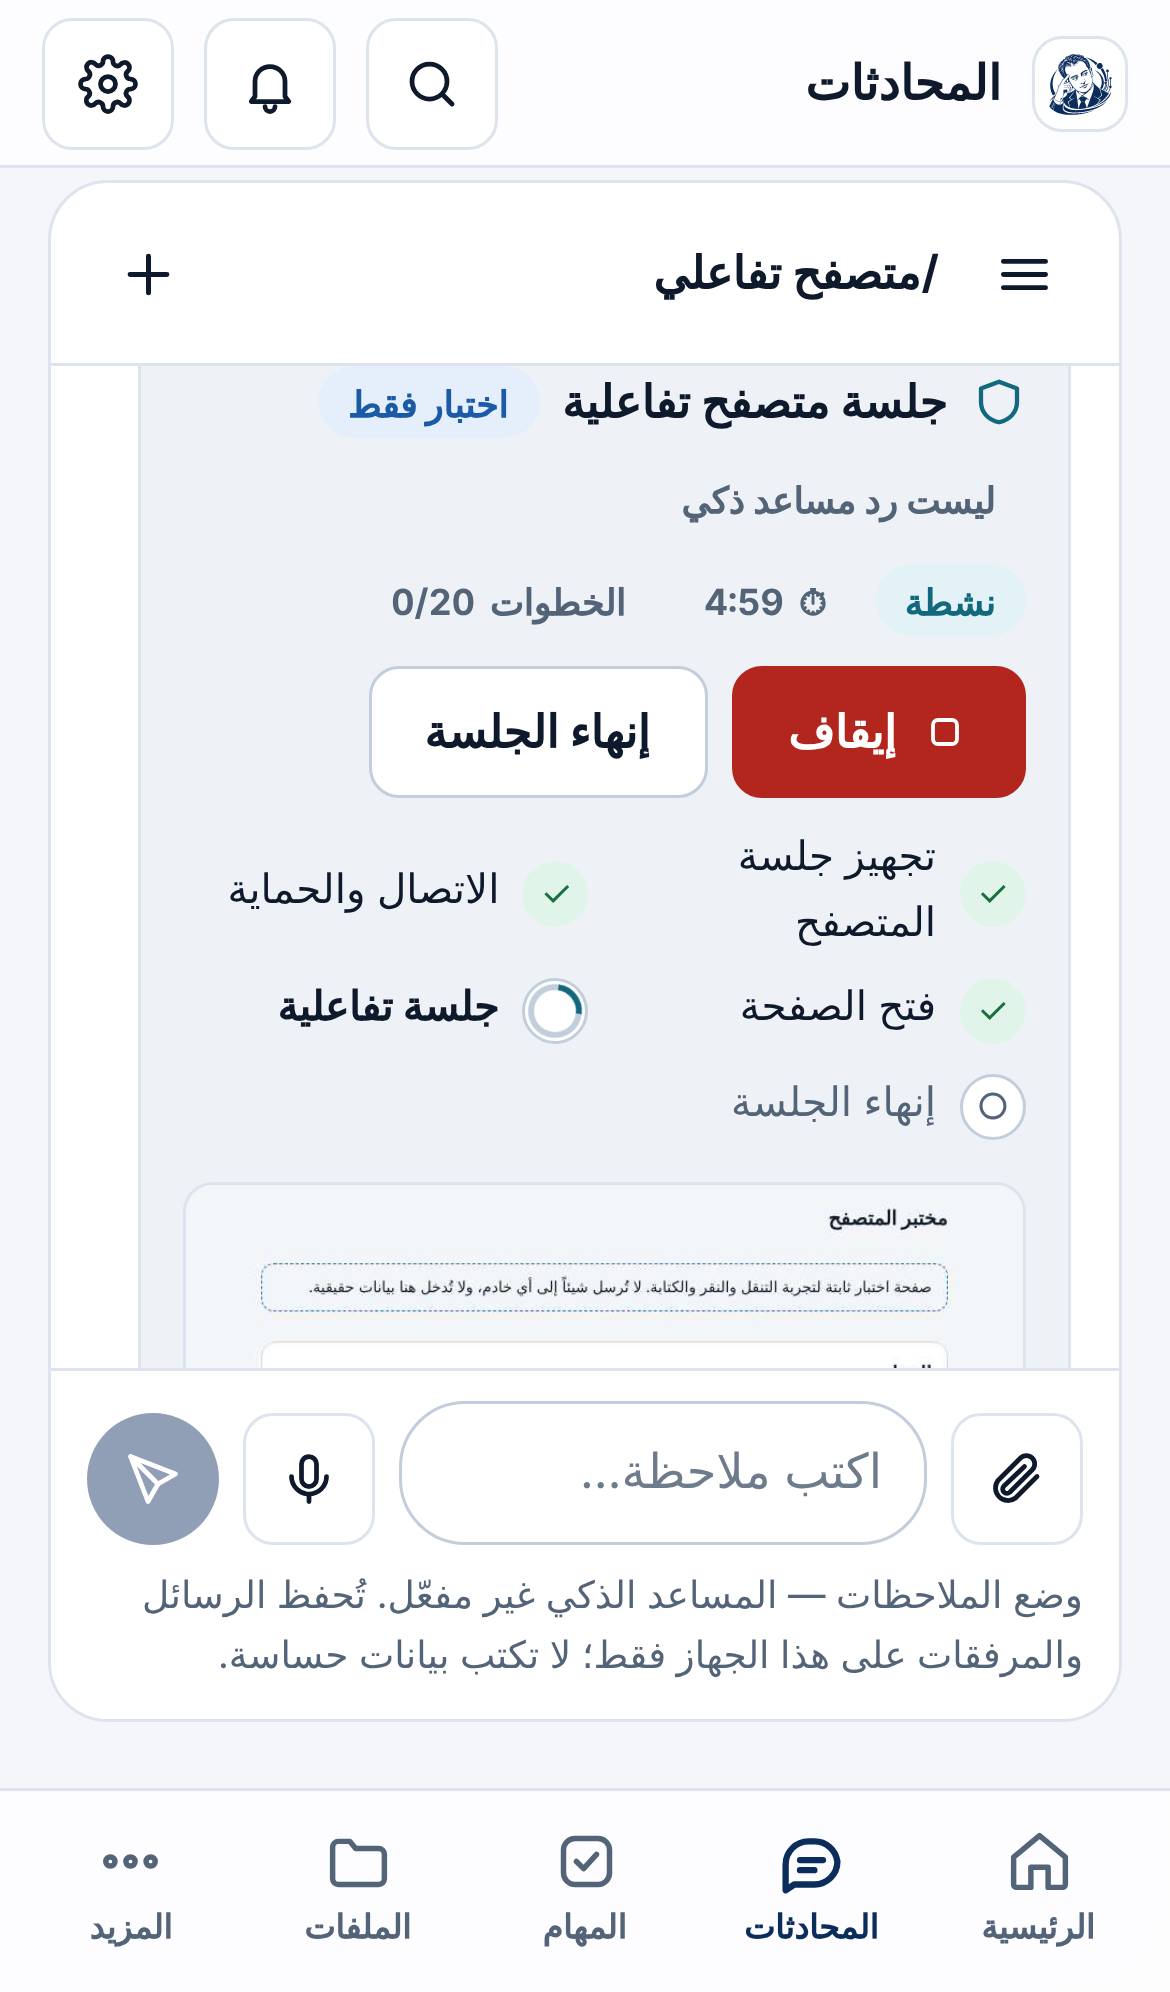 المحادثات
/متصفح تفاعلي
جلسة متصفح تفاعلية
اختبار فقط
ليست رد مساعد ذكي
نشطة
⏱ 4:59
الخطوات 0/20
إيقاف
إنهاء الجلسة
تجهيز جلسة
المتصفح
الاتصال والحماية
فتح الصفحة
جلسة تفاعلية
إنهاء الجلسة
مختبر المتصفح
صفحة اختبار ثابتة لتجربة التنقل والنقر والكتابة. لا تُرسل شيئاً إلى أي خادم، ولا تُدخل هنا بيانات حقيقية.
اكتب ملاحظة...
وضع الملاحظات — المساعد الذكي غير مفعّل. تُحفظ الرسائل
والمرفقات على هذا الجهاز فقط؛ لا تكتب بيانات حساسة.
الرئيسية
المحادثات
المهام
الملفات
المزيد